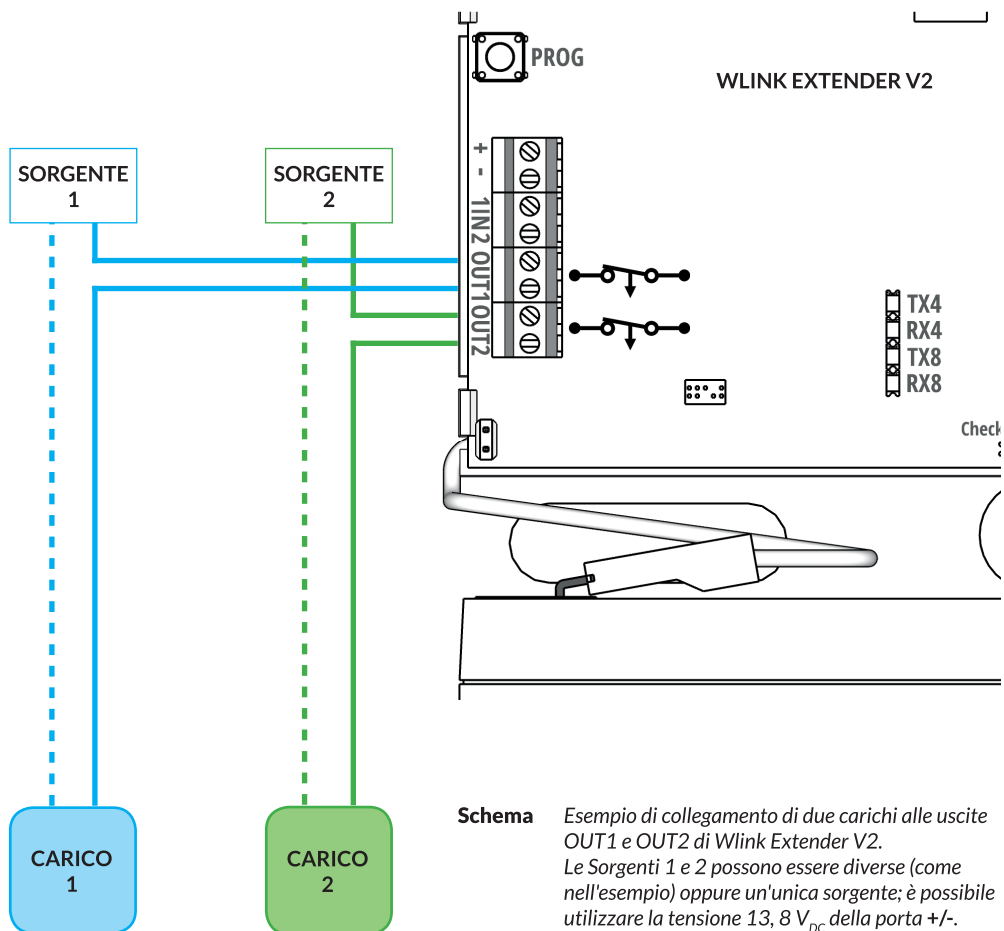 PROG
WLINK EXTENDER V2
SORGENTE
1
SORGENTE
2
+
-
1IN2
OUT1
OUT2
TX4
RX4
TX8
RX8
Check
CARICO
1
CARICO
2
Schema Esempio di collegamento di due carichi alle uscite
OUT1 e OUT2 di Wlink Extender V2.
Le Sorgenti 1 e 2 possono essere diverse (come
nell'esempio) oppure un'unica sorgente; è possibile
utilizzare la tensione 13, 8 VDC della porta +/-.